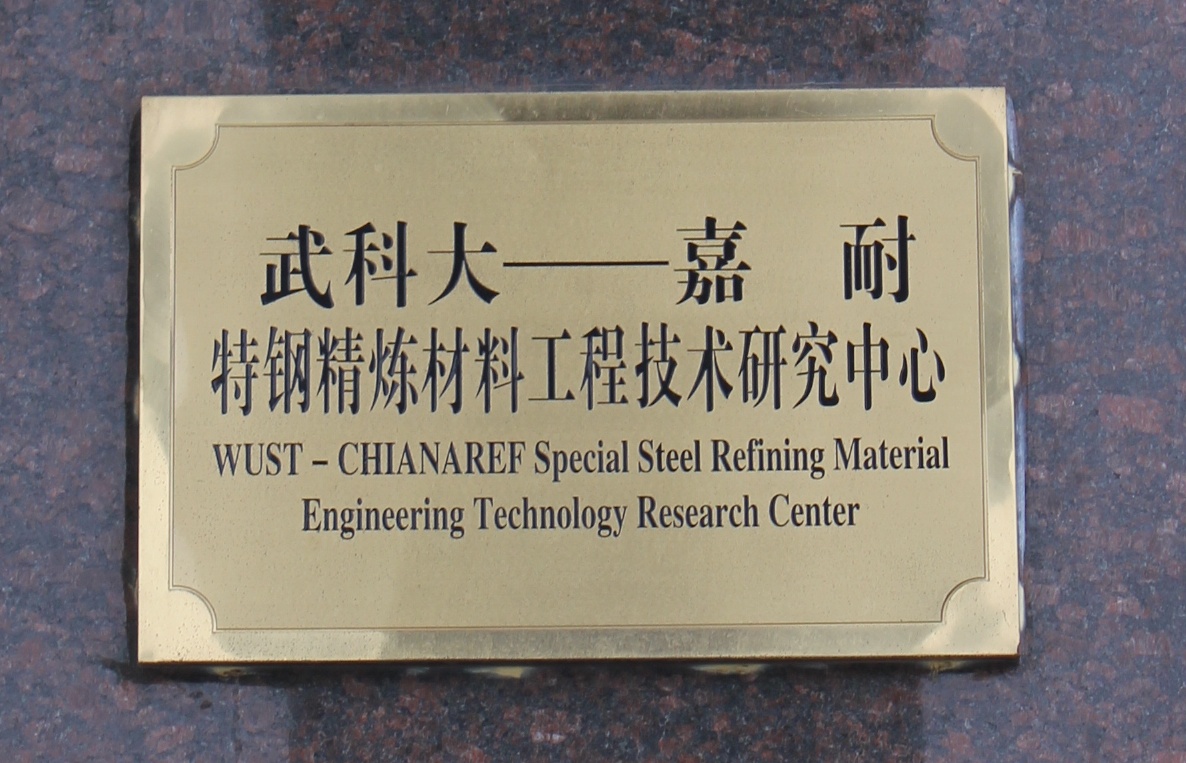 武科大——嘉 耐
特钢精炼材料工程技术研究中心
WUST – CHIANAREF Special Steel Refining Material
Engineering Technology Research Center